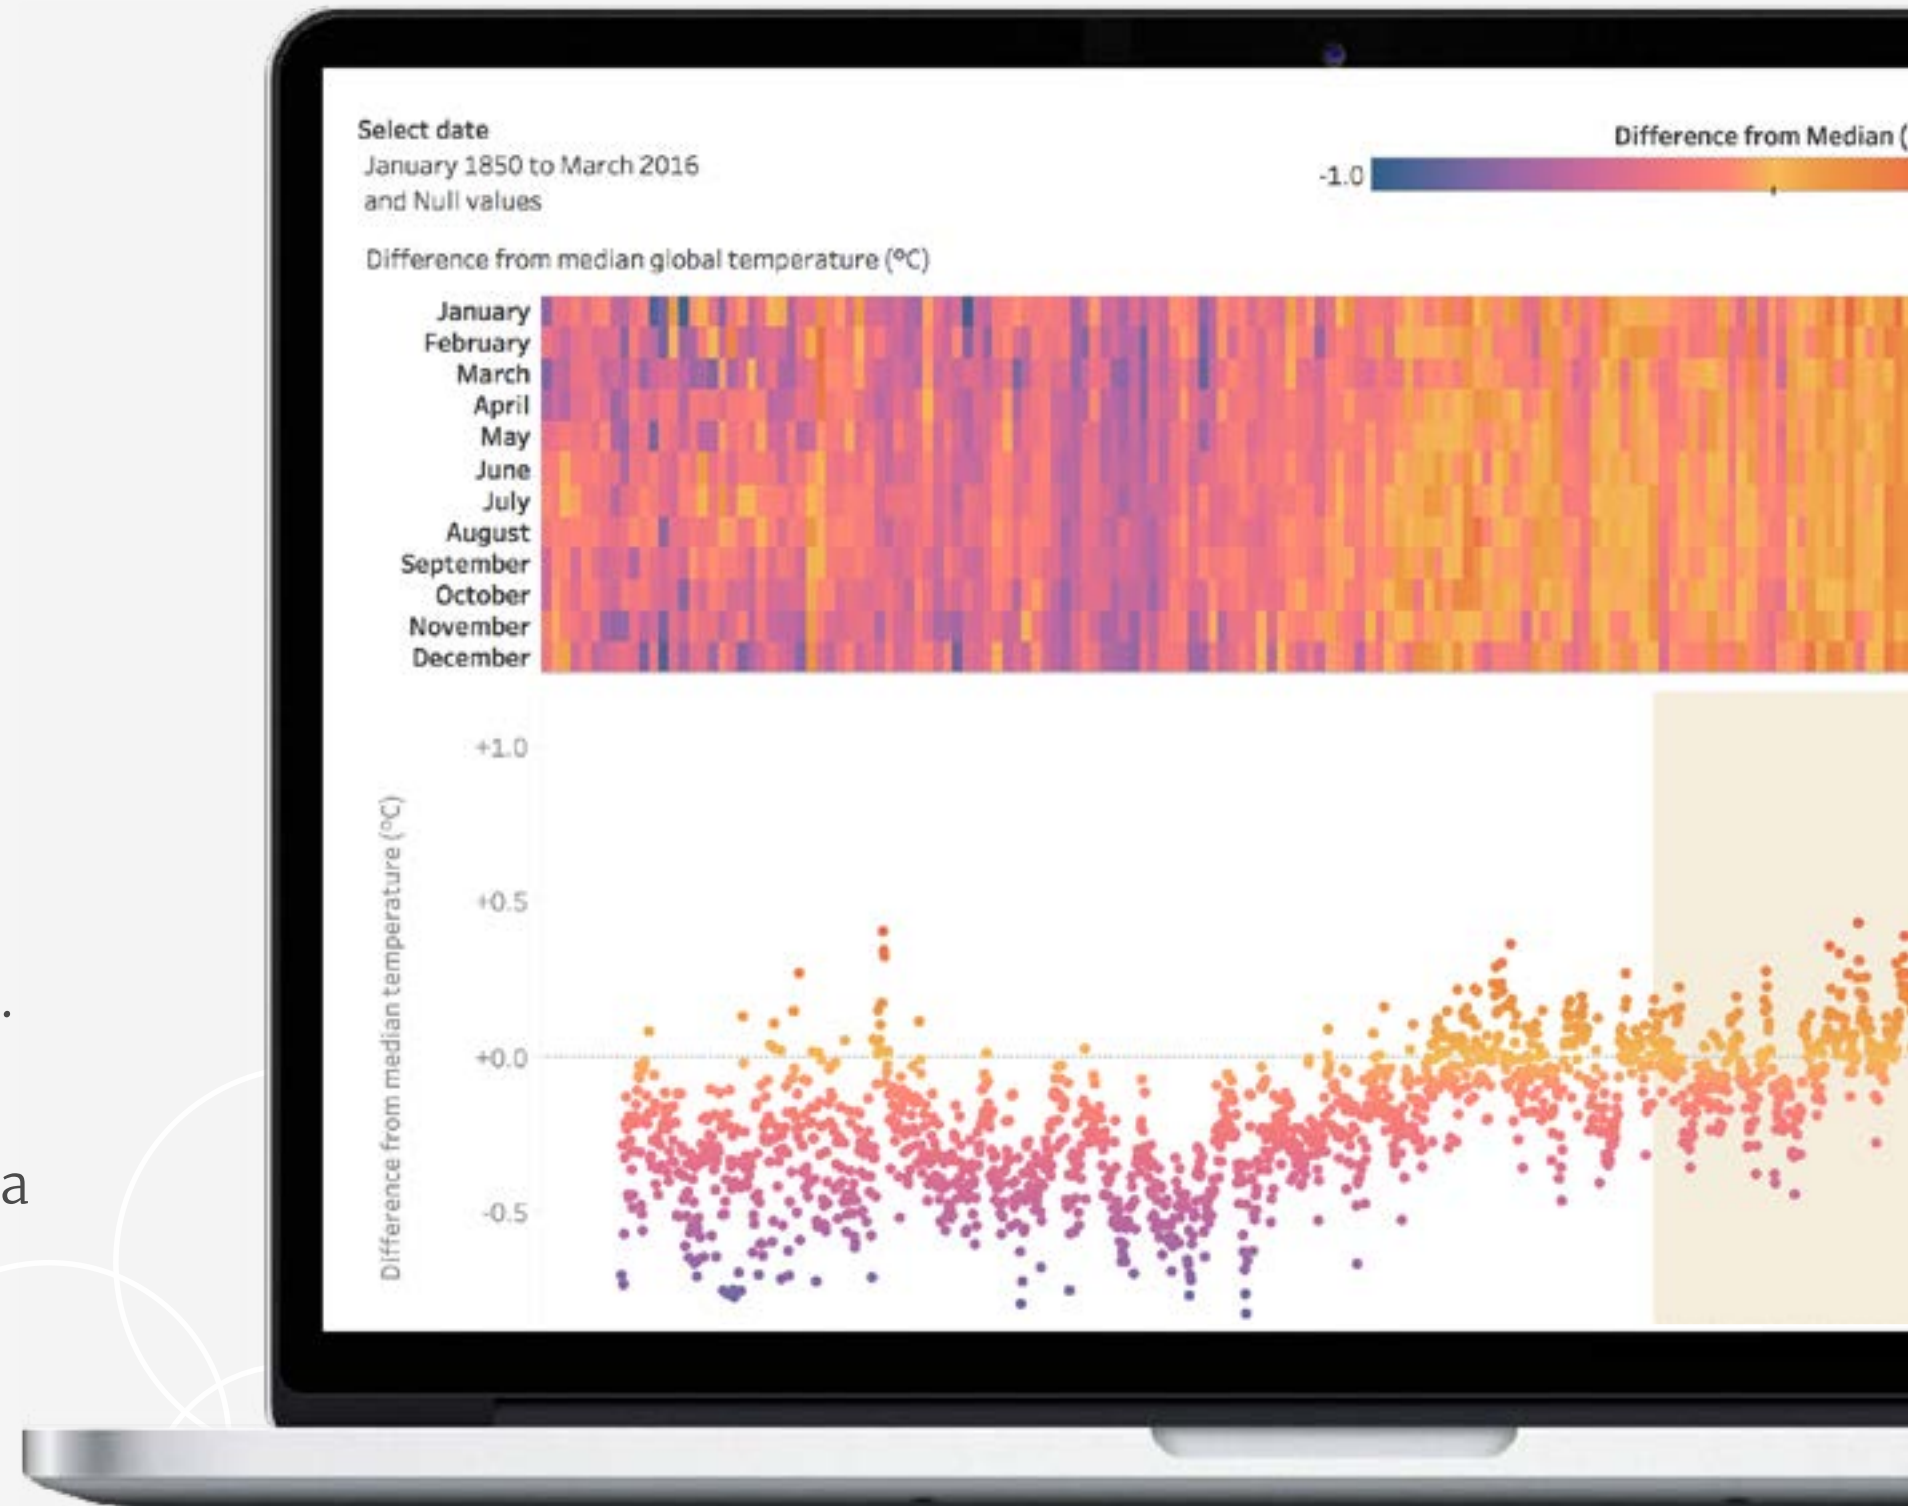 Select date
January 1850 to March 2016
and Null values
Difference from Median (
-1.0
Difference from median global temperature (°C)
January
February
March
April
May
June
July
August
September
October
November
December
+1.0
+0.5
+0.0
-0.5
Difference from median temperature (°C)
.
a